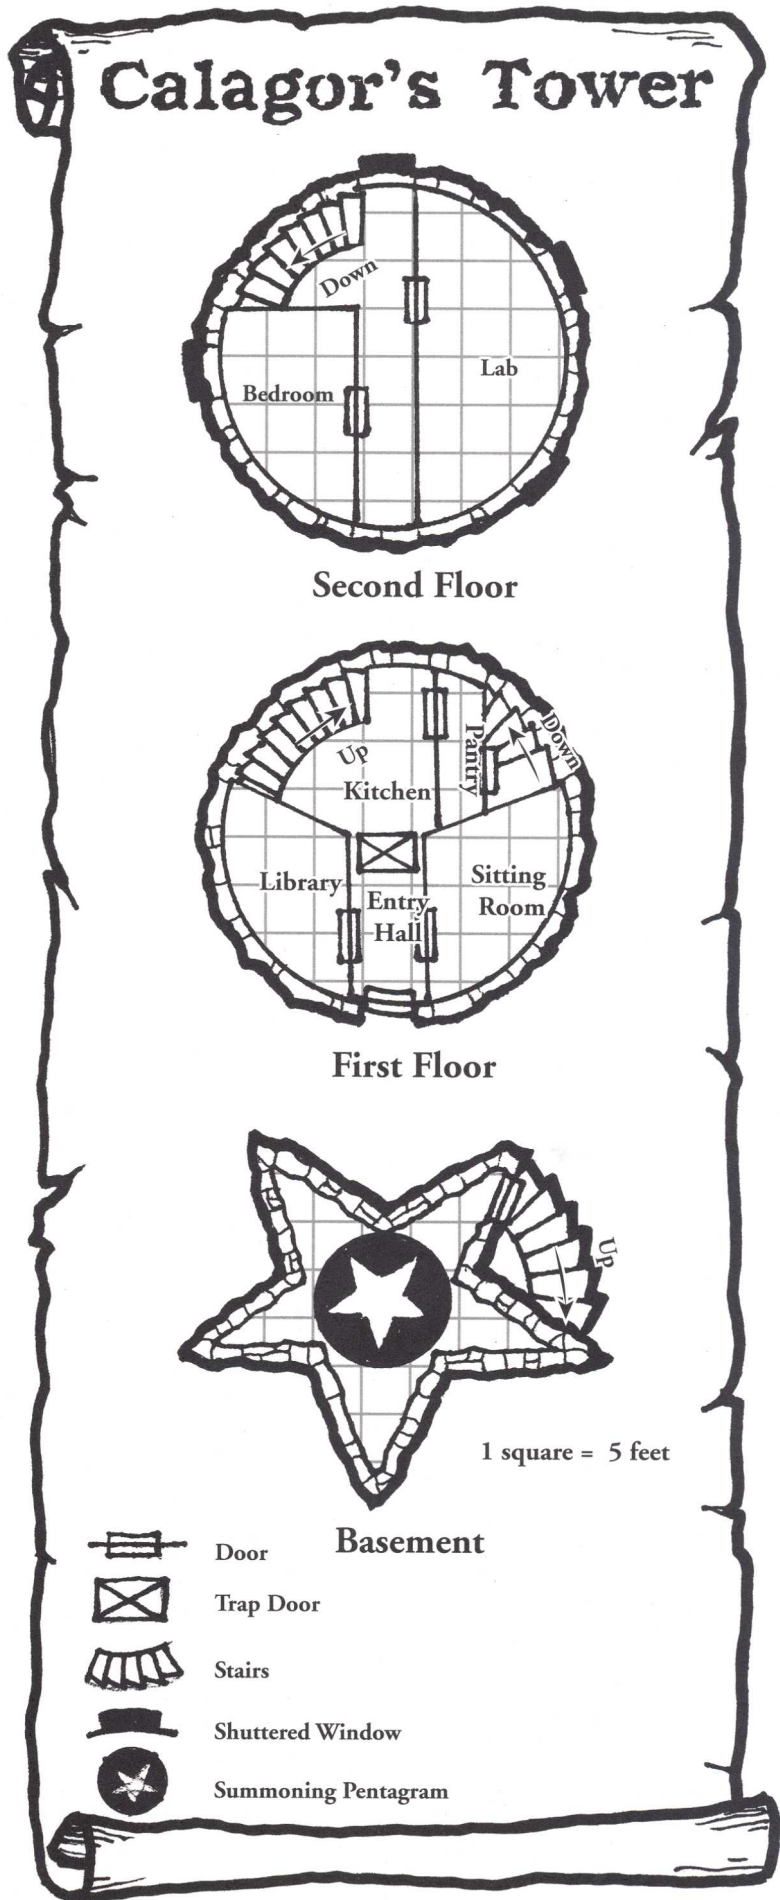 Calagor's Tower
Down
Lab
Bedroom
Second Floor
Up
Down
Pantry
Kitchen
Library
Sitting
Room
Entry
Hall
First Floor
Up
1 square = 5 feet
Basement
Door
Trap Door
Stairs
Shuttered Window
Summoning Pentagram